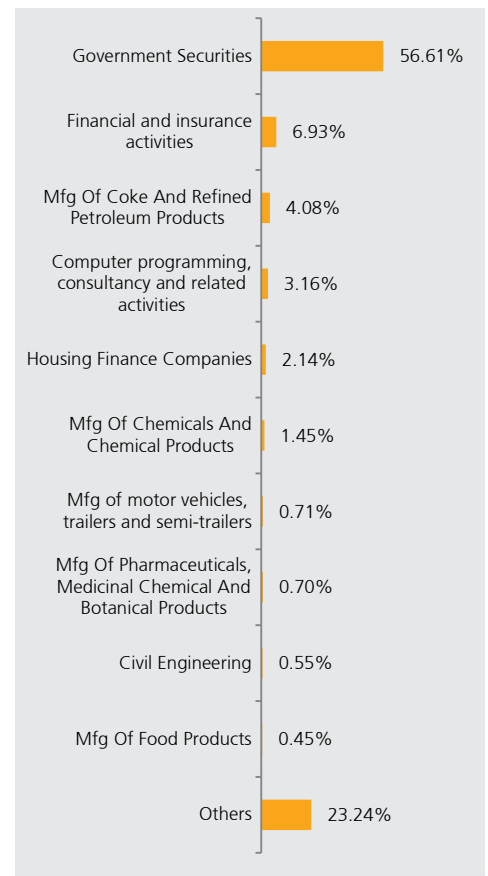 Government Securities 56.61%
Financial and insurance
activities 6.93%
Mfg Of Coke And Refined
Petroleum Products 4.08%
Computer programming,
consultancy and related
activities 3.16%
Housing Finance Companies 2.14%
Mfg Of Chemicals And
Chemical Products 1.45%
Mfg of motor vehicles,
trailers and semi-trailers 0.71%
Mfg Of Pharmaceuticals,
Medicinal Chemical And
Botanical Products 0.70%
Civil Engineering 0.55%
Mfg Of Food Products 0.45%
Others 23.24%